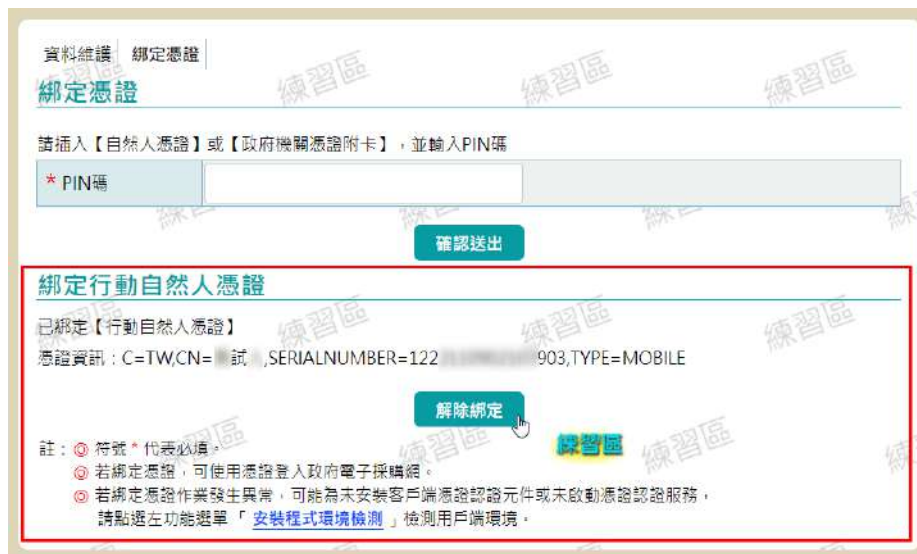 資料維護 綁定憑證
綁定憑證
請插入【自然人憑證】或【政府機關憑證附卡】，並輸入PIN碼
* PIN碼
確認送出
綁定行動自然人憑證
已綁定【行動自然人憑證】
憑證資訊：C=TW,CN= 試 ,SERIALNUMBER=122 903,TYPE=MOBILE
解除綁定
練習區
註：◎ 符號 * 代表必填。
◎ 若綁定憑證，可使用憑證登入政府電子採購網。
◎ 若綁定憑證作業發生異常，可能為未安裝客戶端憑證認證元件或未啟動憑證認證服務，
請點選左功能選單「 安裝程式環境檢測 」檢測用戶端環境。
練習區
練習區
練習區
練習區
練習區
練習區
練習區
練習區
練習區
練習區